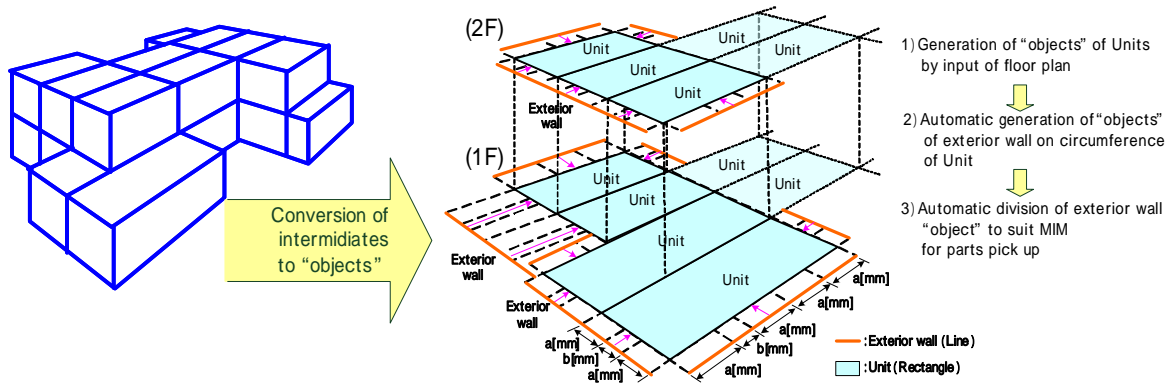 Conversion of
intermidiates
to “objects”
(2F)
Unit
Unit
Unit
Unit
Unit
Exterior
wall
(1F)
Unit
Unit
Unit
Unit
Unit
Unit
Exterior
wall
Exterior
wall
a[mm]
b[mm]
a[mm]
a[mm]
b[mm]
a[mm]
a[mm]
a[mm]
:Exterior wall (Line)
:Unit (Rectangle)
1) Generation of “objects” of Units
by input of floor plan
2) Automatic generation of “objects”
of exterior wall on circumference
of Unit
3) Automatic division of exterior wall
“object” to suit MIM
for parts pick up